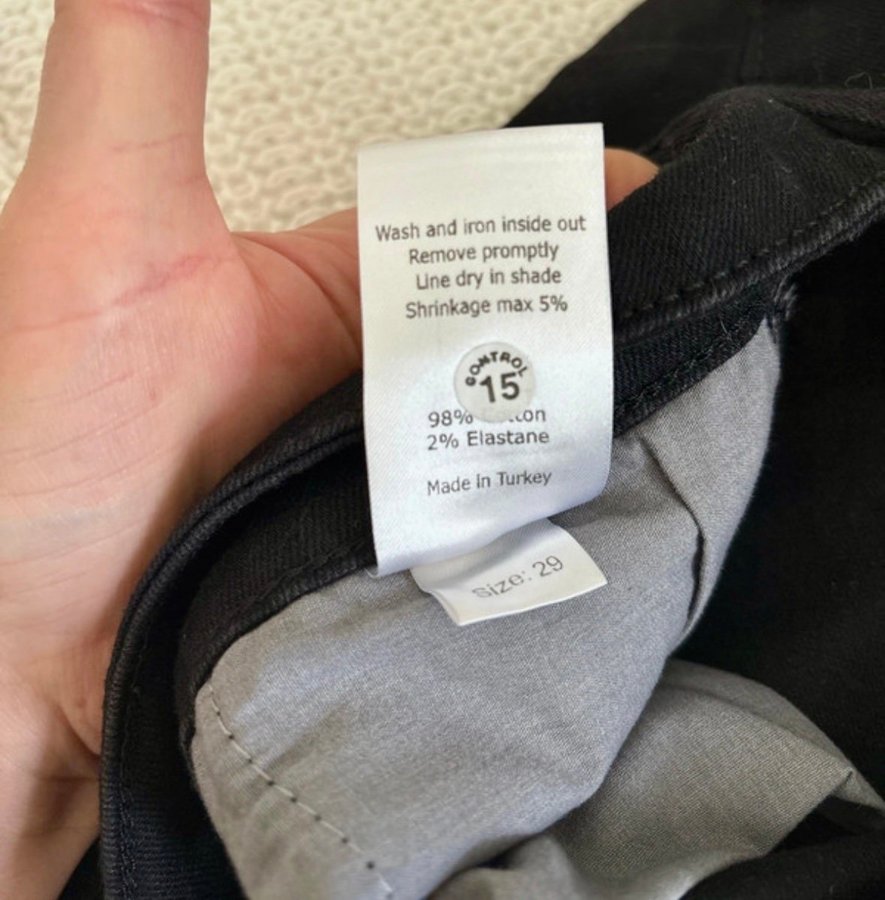 Wash and iron inside out
Remove promptly
Line dry in shade
Shrinkage max 5%
CONTROL
15
98%
2% Elastane
Made in Turkey
Size: 29